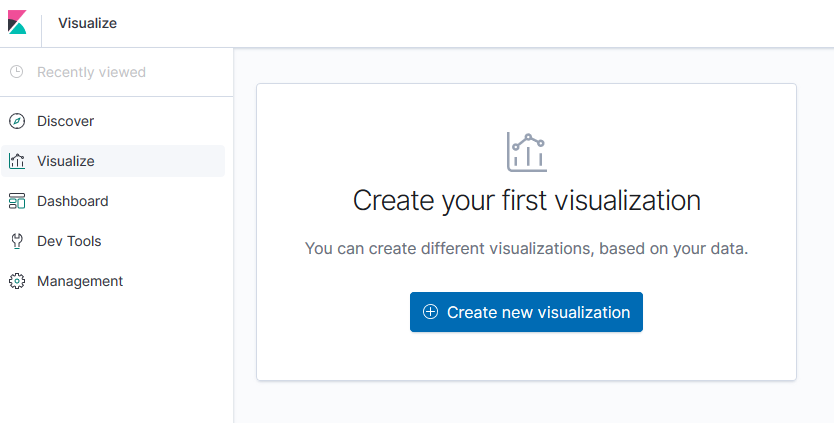 Visualize
Recently viewed
Discover
Visualize
Dashboard
Dev Tools
Management
Create your first visualization
You can create different visualizations, based on your data.
Create new visualization